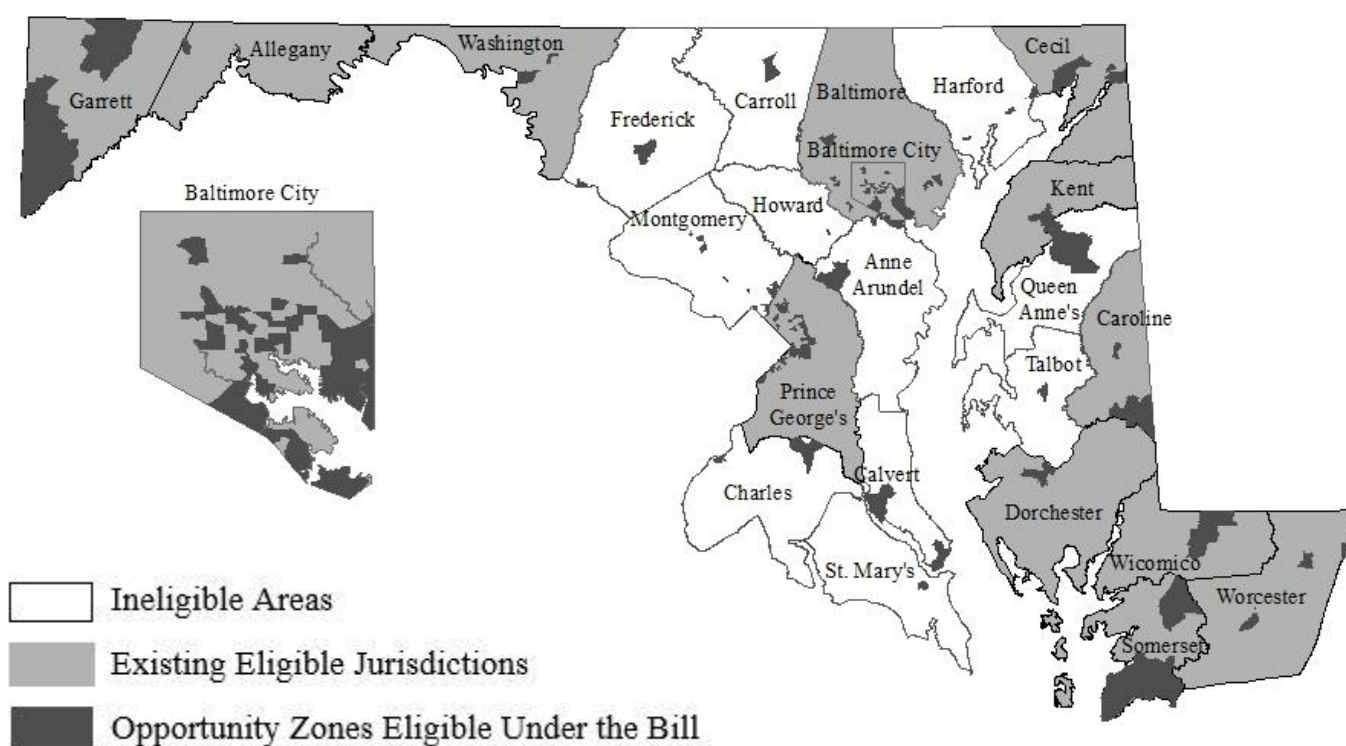 Garrett
Allegany
Washington
Frederick
Carroll
Baltimore
Harford
Cecil
Baltimore City
Baltimore City
Kent
Montgomery
Howard
Anne
Arundel
Queen
Anne's
Caroline
Talbot
Prince
George's
Charles
Calvert
St. Mary's
Dorchester
Wicomico
Worcester
Somerset
Ineligible Areas
Existing Eligible Jurisdictions
Opportunity Zones Eligible Under the Bill